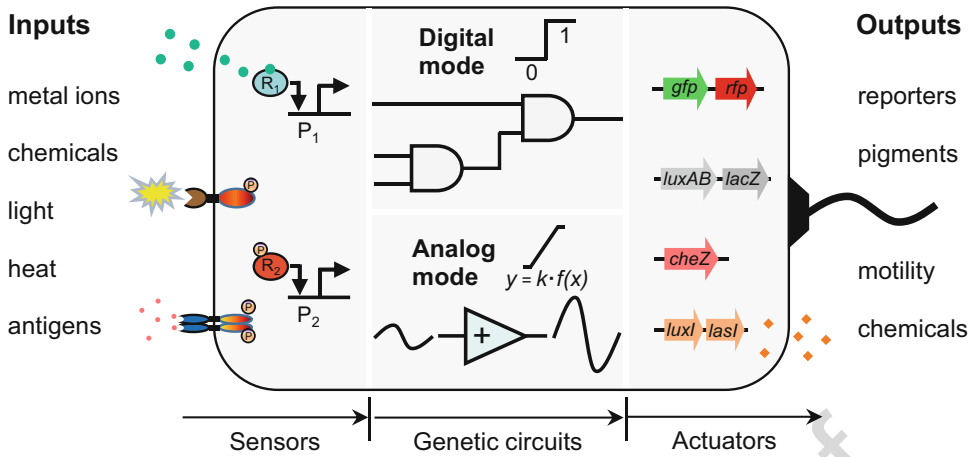 Inputs
metal ions
chemicals
light
heat
antigens
R1
P1
P
R2
P
P2
P
P
Digital
mode
0
1
Analog
mode
y = k·f(x)
+
gfp
rfp
luxAB
lacZ
cheZ
luxI
lasI
Outputs
reporters
pigments
motility
chemicals
Sensors
Genetic circuits
Actuators